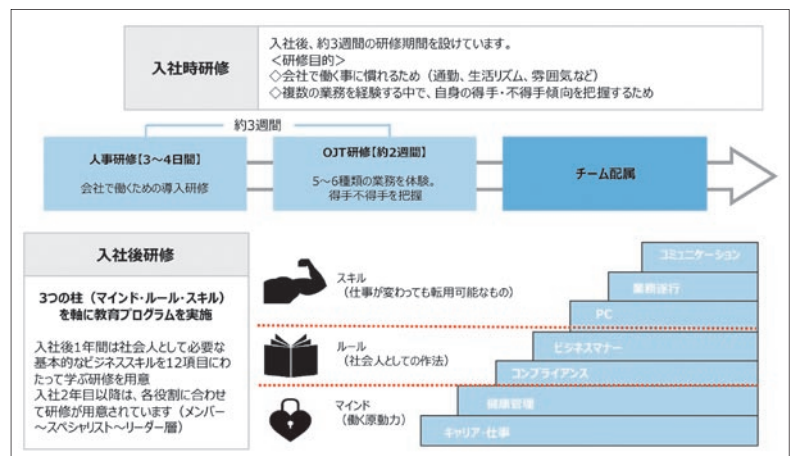 入社時研修
入社後、約3週間の研修期間を設けています。
＜研修目的＞
◇会社で働く事に慣れるため（通勤、生活リズム、雰囲気など）
◇複数の業務を経験する中で、自身の得手・不得手傾向を把握するため
約3週間
人事研修【3～4日間】
会社で働くための導入研修
OJT研修【約2週間】
5～6種類の業務を体験。
得手不得手を把握
チーム配属
入社後研修
3つの柱（マインド・ルール・スキル）
を軸に教育プログラムを実施
入社後1年間は社会人として必要な
基本的なビジネススキルを12項目にわ
たって学ぶ研修を用意
入社2年目以降は、各役割に合わせ
て研修が用意されています（メンバー
～スペシャリスト～リーダー層）
スキル
（仕事が変わっても転用可能なもの）
ルール
（社会人としての作法）
マインド
（働く原動力）
コミュニケーション
業務遂行
PC
ビジネスマナー
コンプライアンス
健康管理
キャリア・仕事